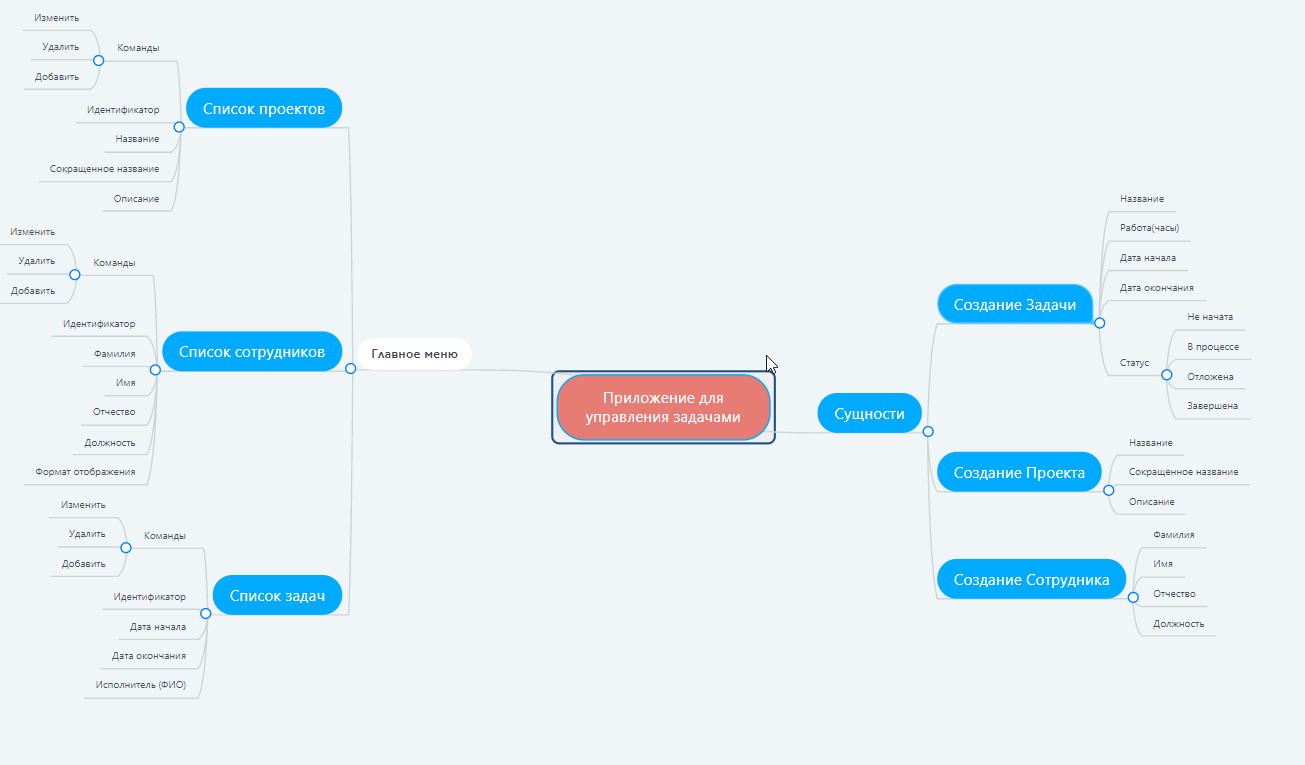 Изменить
Удалить
Добавить
Команды
Идентификатор
Название
Сокращенное название
Описание
Список проектов
Изменить
Удалить
Добавить
Команды
Идентификатор
Фамилия
Имя
Отчество
Должность
Формат отображения
Список сотрудников
Изменить
Удалить
Добавить
Команды
Идентификатор
Дата начала
Дата окончания
Исполнитель (ФИО)
Список задач
Главное меню
Приложение для
управления задачами
Сущности
Создание Задачи
Название
Работа(часы)
Дата начала
Дата окончания
Статус
Не начата
В процессе
Отложена
Завершена
Создание Проекта
Название
Сокращенное название
Описание
Создание Сотрудника
Фамилия
Имя
Отчество
Должность